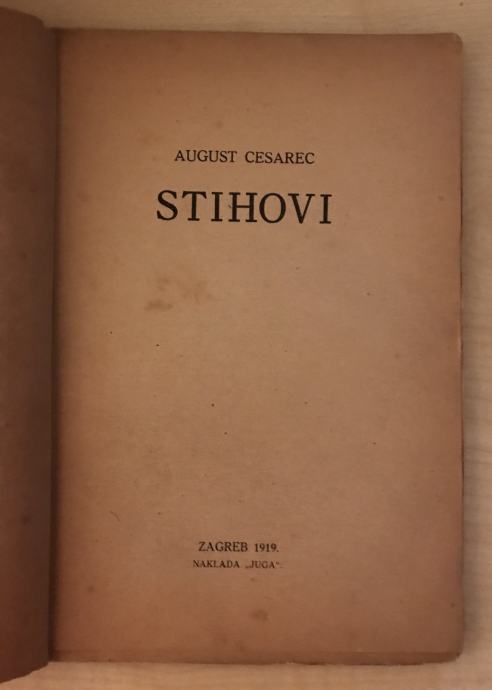 AUGUST CESAREC
STIHOVI
ZAGREB 1919.
NAKLADA „JUGA“.